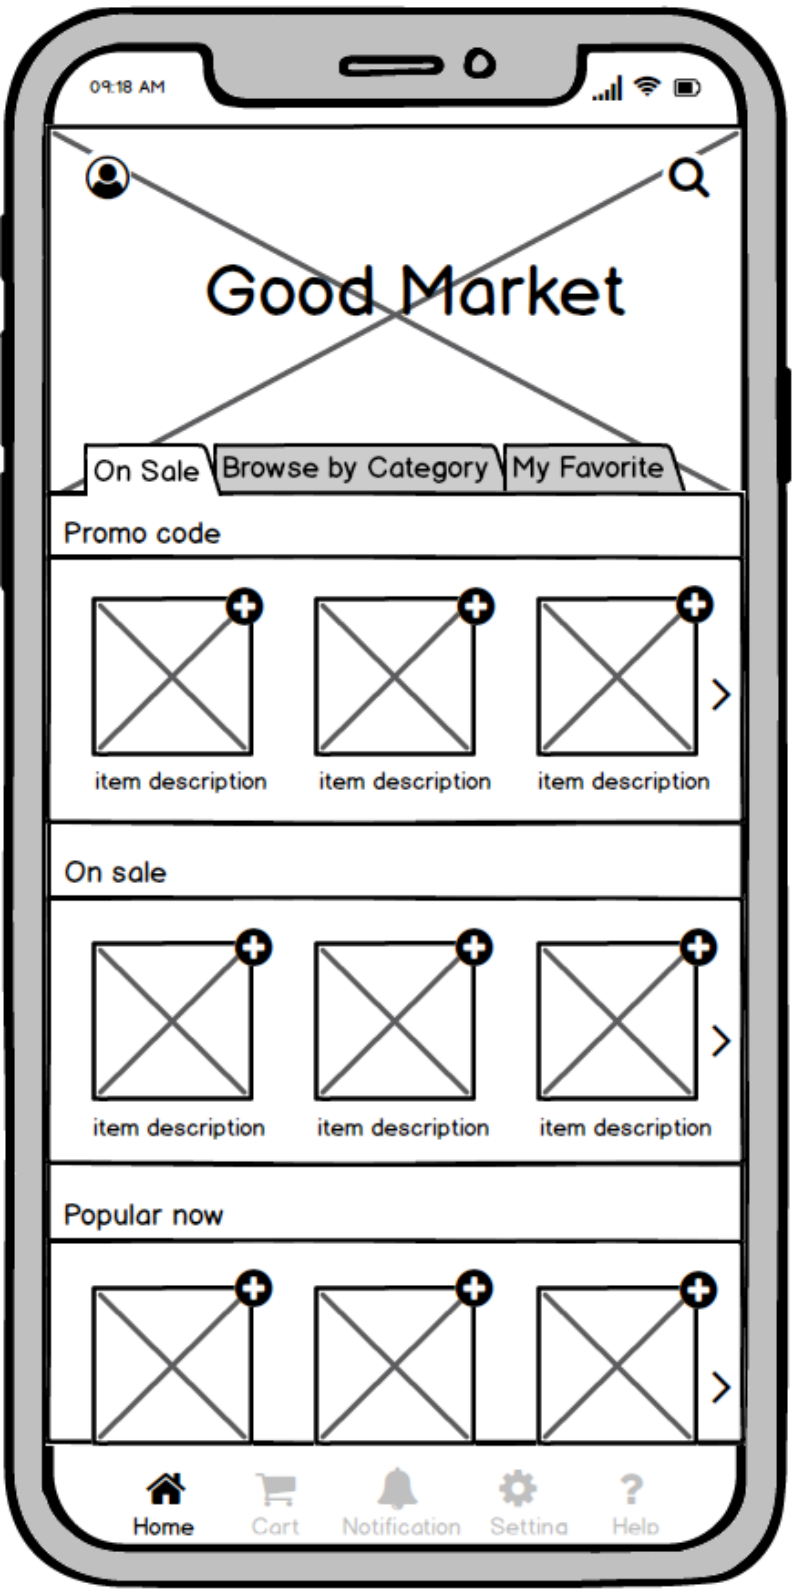 09:18 AM
Good Market
On Sale Browse by Category My Favorite
Promo code
item description item description item description
On sale
item description item description item description
Popular now
Home Cart Notification Setting Help